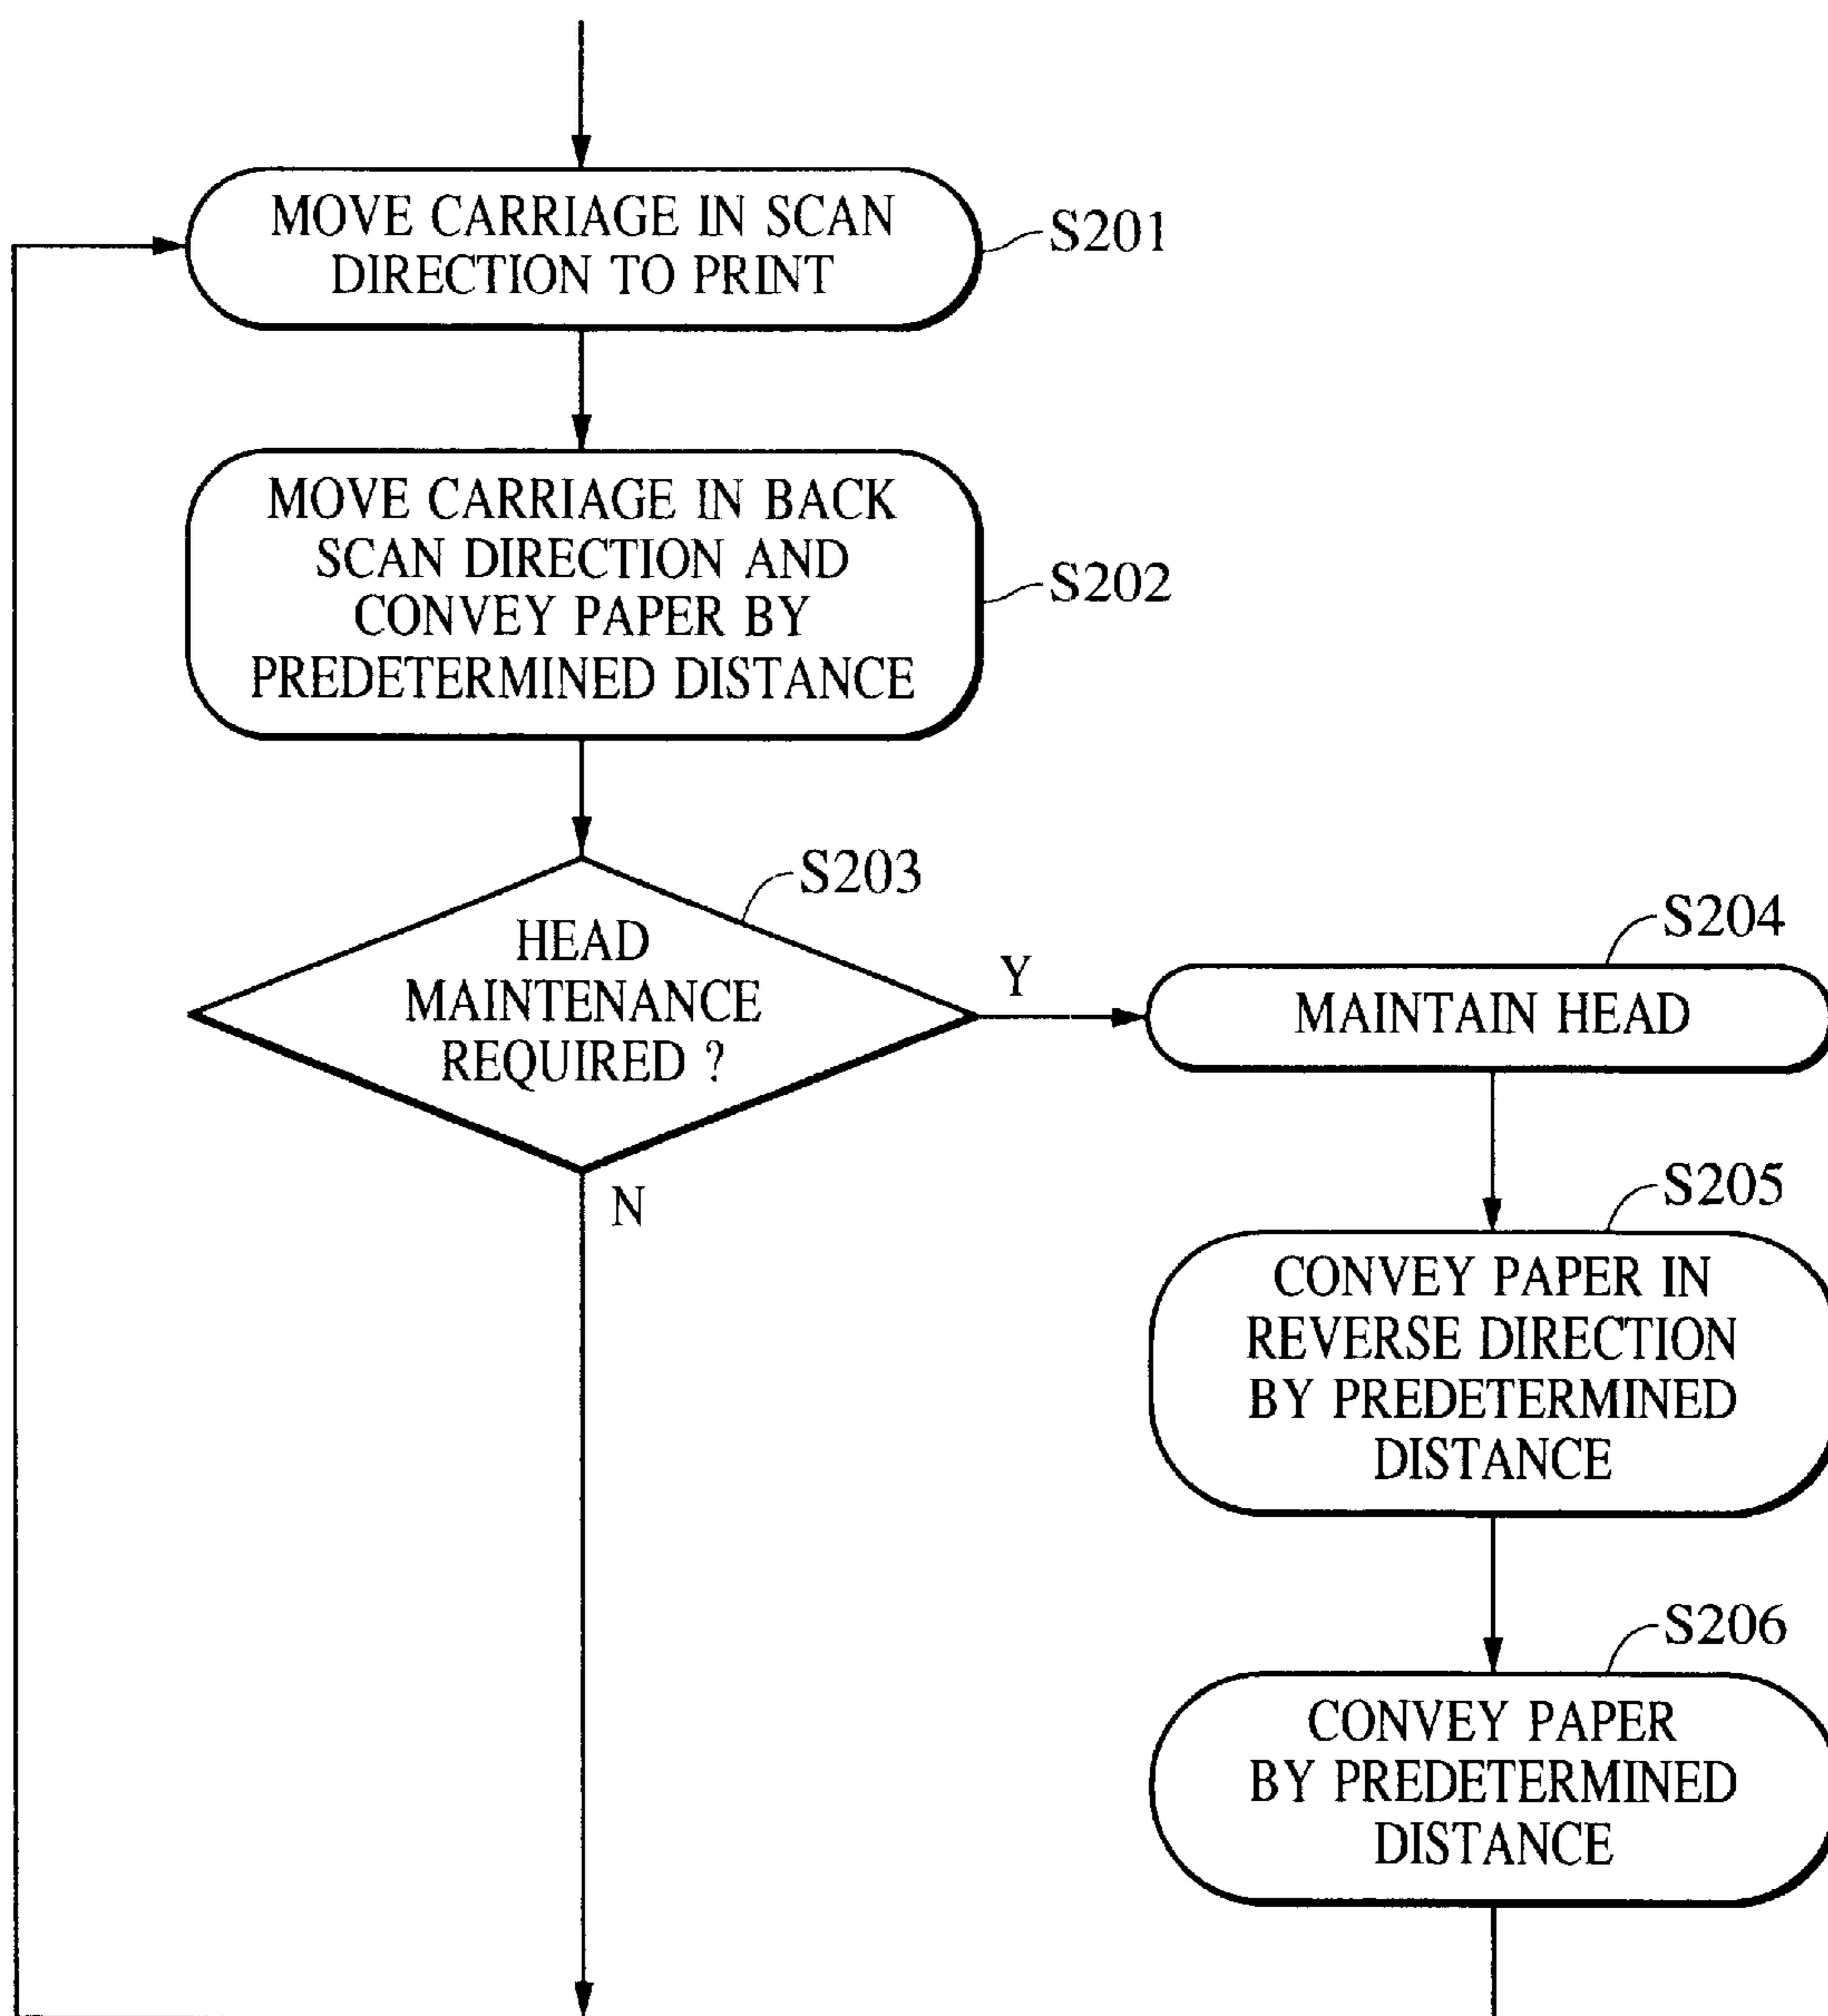 MOVE CARRIAGE IN SCAN
DIRECTION TO PRINT
S201
MOVE CARRIAGE IN BACK
SCAN DIRECTION AND
CONVEY PAPER BY
PREDETERMINED DISTANCE
S202
S203
HEAD
MAINTENANCE
REQUIRED ?
Y
N
S204
MAINTAIN HEAD
S205
CONVEY PAPER IN
REVERSE DIRECTION
BY PREDETERMINED
DISTANCE
S206
CONVEY PAPER
BY PREDETERMINED
DISTANCE